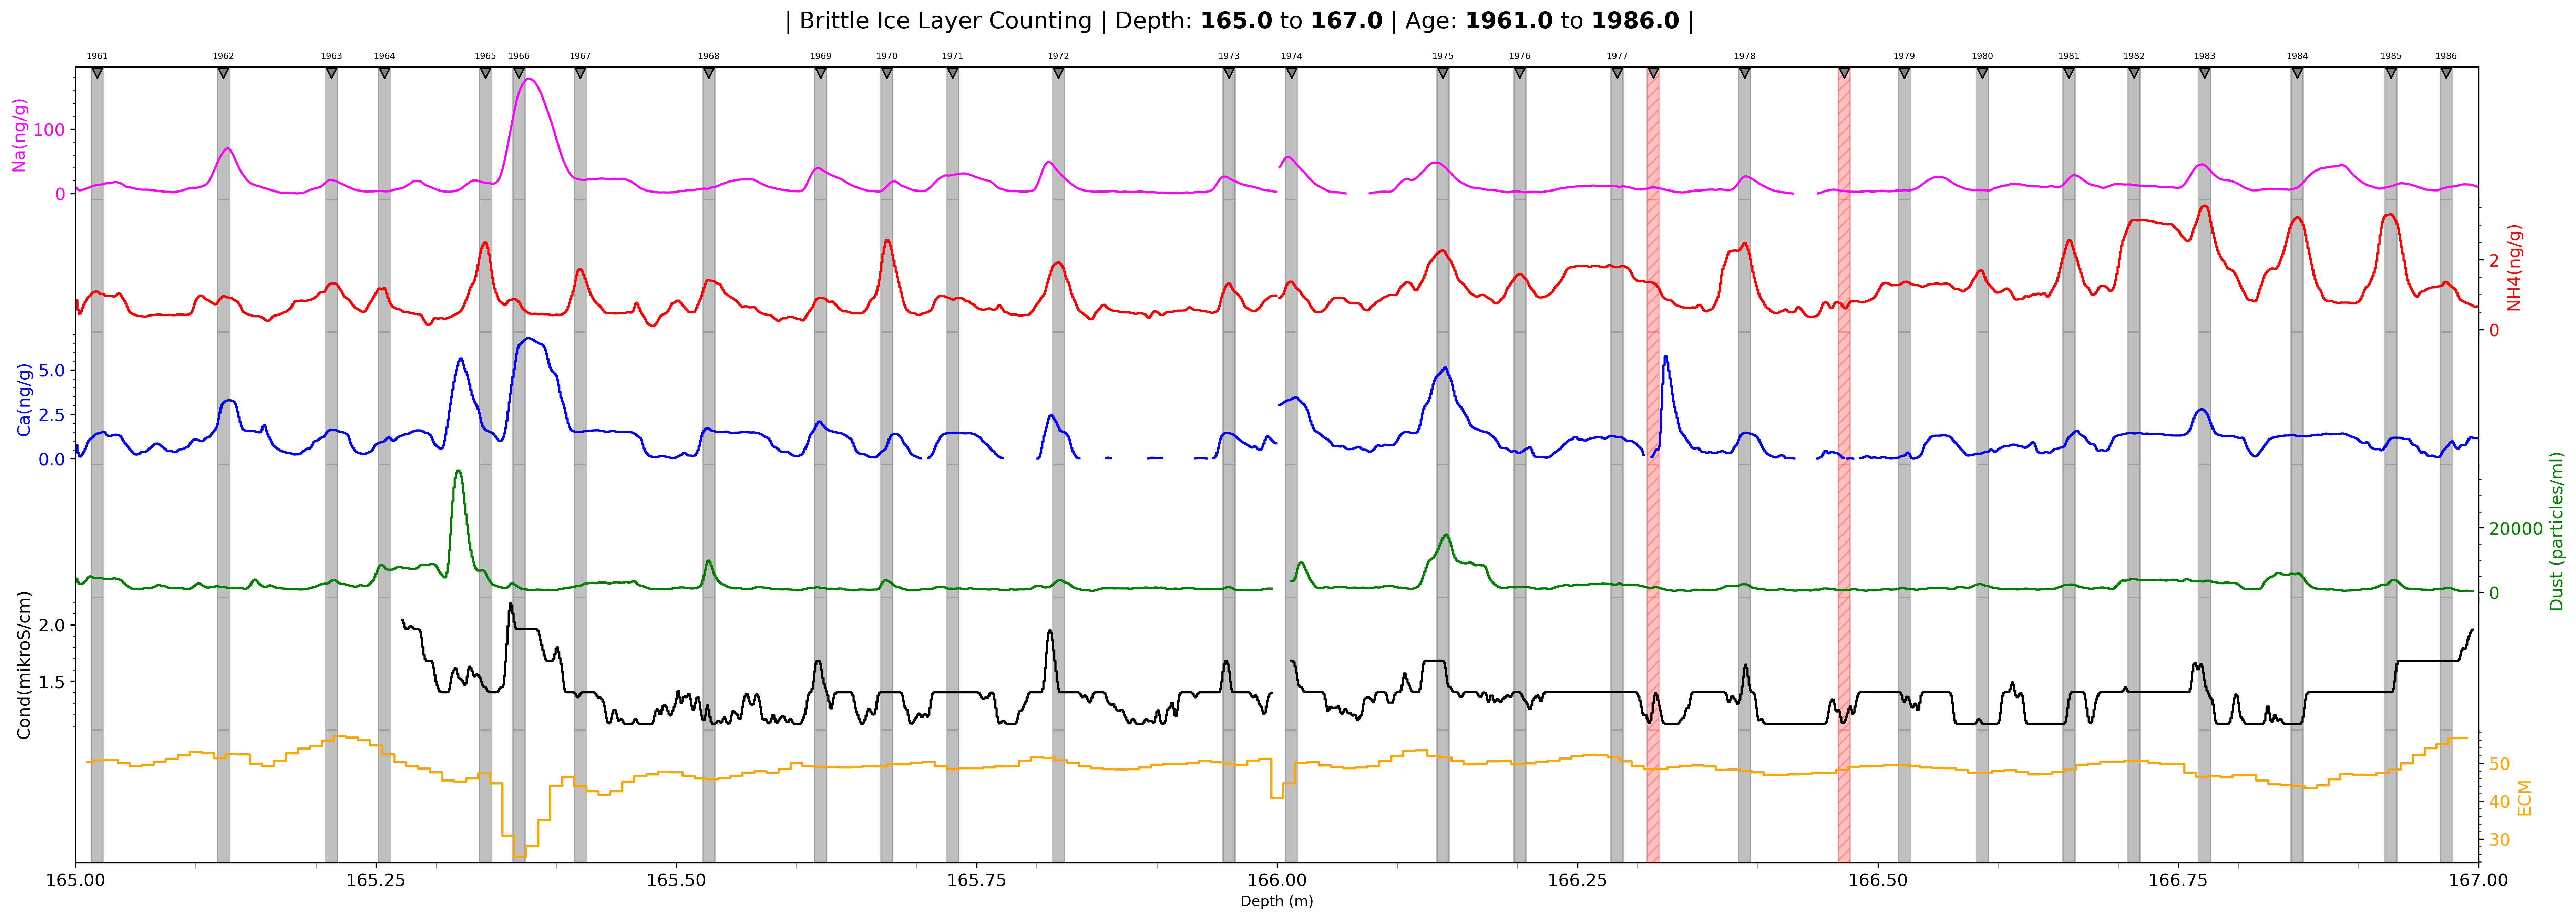 | Brittle Ice Layer Counting | Depth: 165.0 to 167.0 | Age: 1961.0 to 1986.0 |
1961 1962 1963 1964 1965 1966 1967 1968 1969 1970 1971 1972 1973 1974 1975 1976 1977 1978 1979 1980 1981 1982 1983 1984 1985 1986
Na(ng/g)
100
0
NH4(ng/g)
2
0
Ca(ng/g)
5.0
2.5
0.0
Dust (particles/ml)
20000
0
Cond(mikroS/cm)
2.0
1.5
ECM
50
40
30
165.00 165.25 165.50 165.75 166.00 166.25 166.50 166.75 167.00
Depth (m)